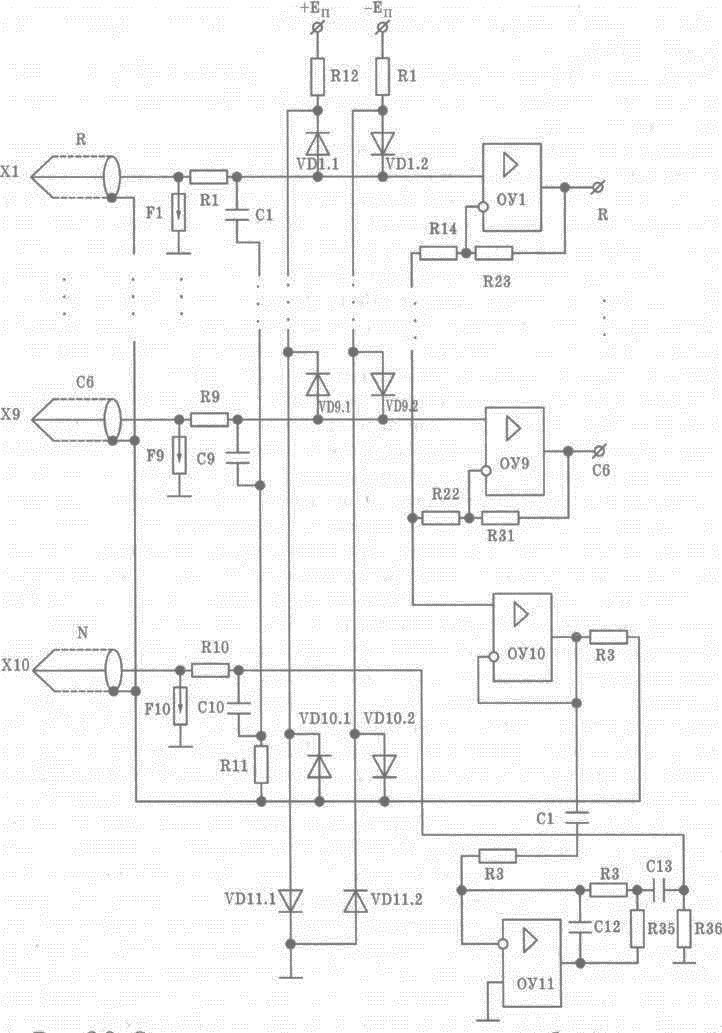 +Eп −Eп
R12 R1
R
X1
VD1.1 VD1.2
R1 C1 F1
ОУ1
R
R14
R23
C6
X9
R9
VD9.1 VD9.2
F9 C9
ОУ9
C6
R22
R31
N
X10
R10
ОУ10
R3
F10 C10
VD10.1 VD10.2
R11
C1
R3
R3 C13
VD11.1 VD11.2
C12 R35 R36
ОУ11